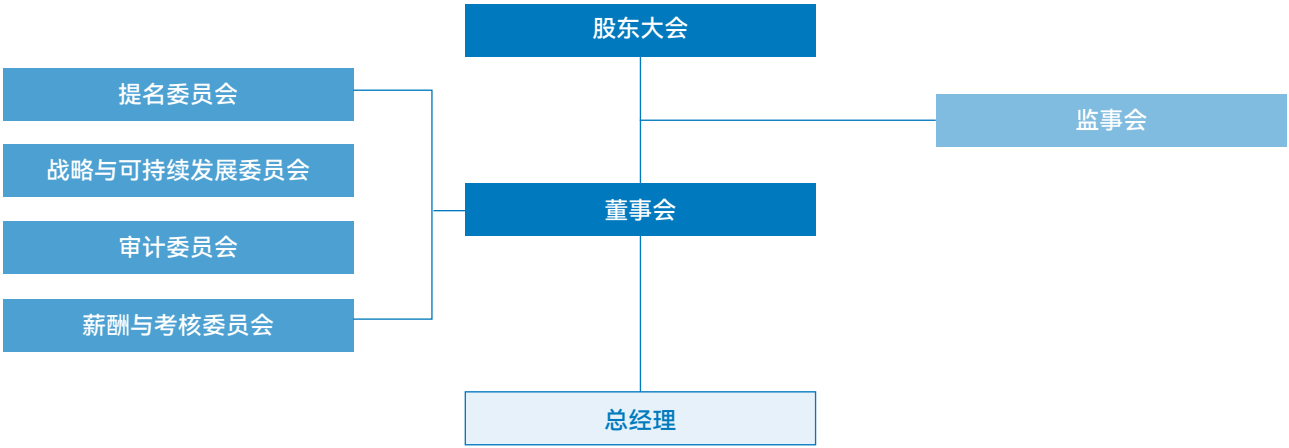 股东大会
提名委员会
监事会
战略与可持续发展委员会
董事会
审计委员会
薪酬与考核委员会
总经理